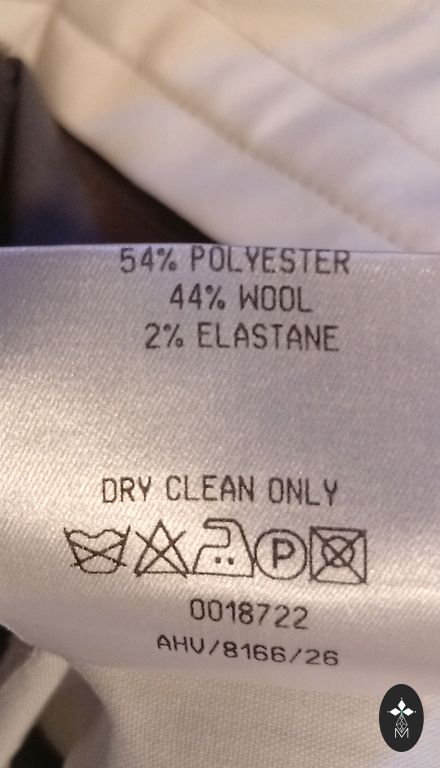 54% POLYESTER
44% WOOL
2% ELASTANE
DRY CLEAN ONLY
P
0018722
AHV/8166/26
M